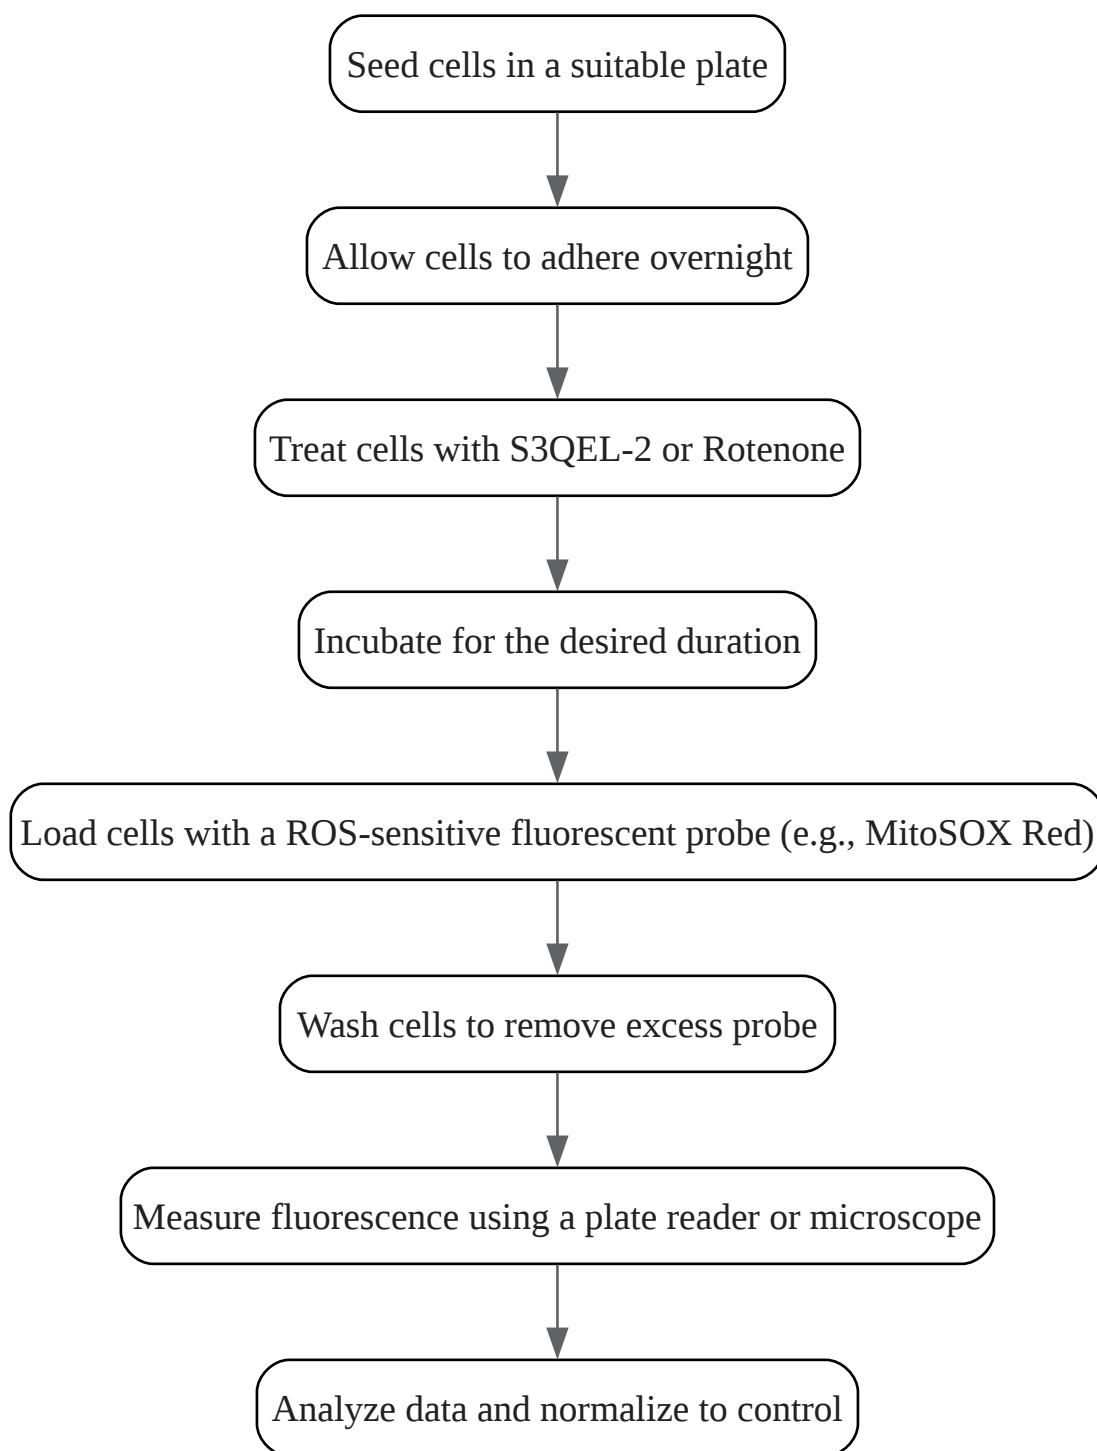 Seed cells in a suitable plate
Allow cells to adhere overnight
Treat cells with S3QEL-2 or Rotenone
Incubate for the desired duration
Load cells with a ROS-sensitive fluorescent probe (e.g., MitoSOX Red)
Wash cells to remove excess probe
Measure fluorescence using a plate reader or microscope
Analyze data and normalize to control